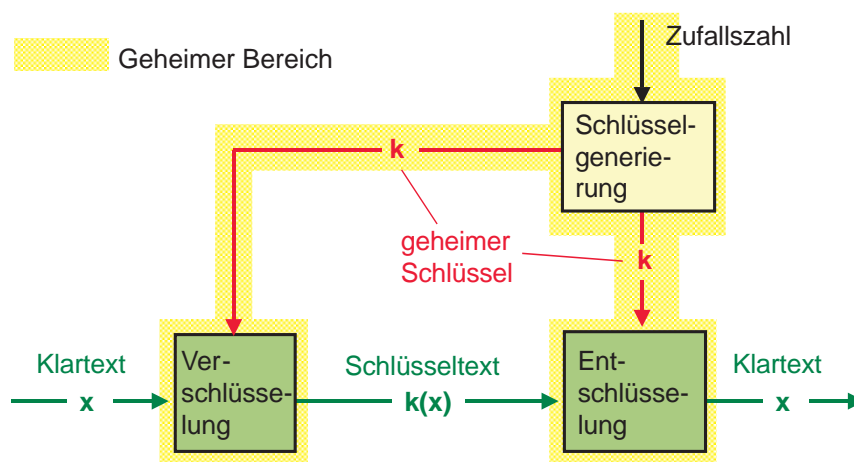 Zufallszahl
Geheimer Bereich
Schlüssel-
generie-
rung
k
geheimer
Schlüssel
k
Klartext
x
Ver-
schlüsse-
lung
Schlüsseltext
k(x)
Ent-
schlüsse-
lung
Klartext
x